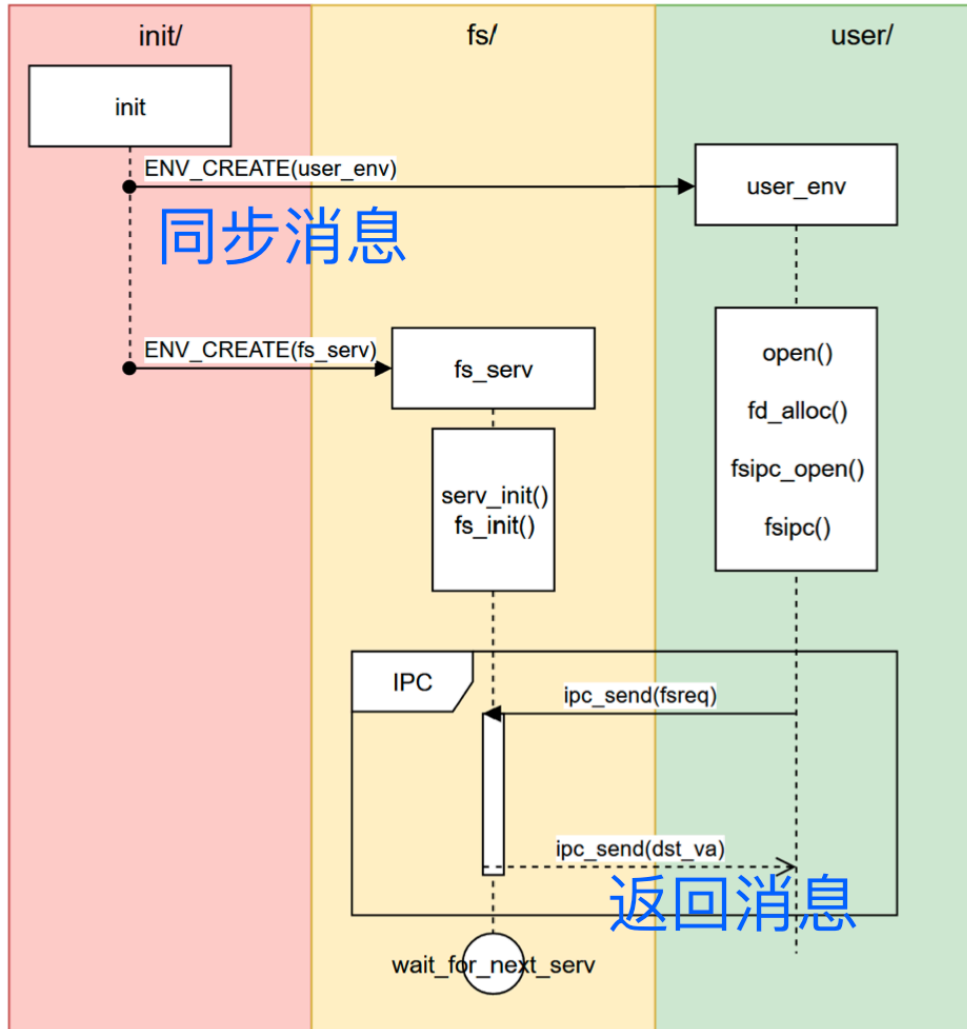 init/
fs/
user/
init
ENV_CREATE(user_env)
user_env
同步消息
ENV_CREATE(fs_serv)
fs_serv
open()
fd_alloc()
fsipc_open()
fsipc()
serv_init()
fs_init()
IPC
ipc_send(fsreq)
ipc_send(dst_va)
返回消息
wait_for_next_serv